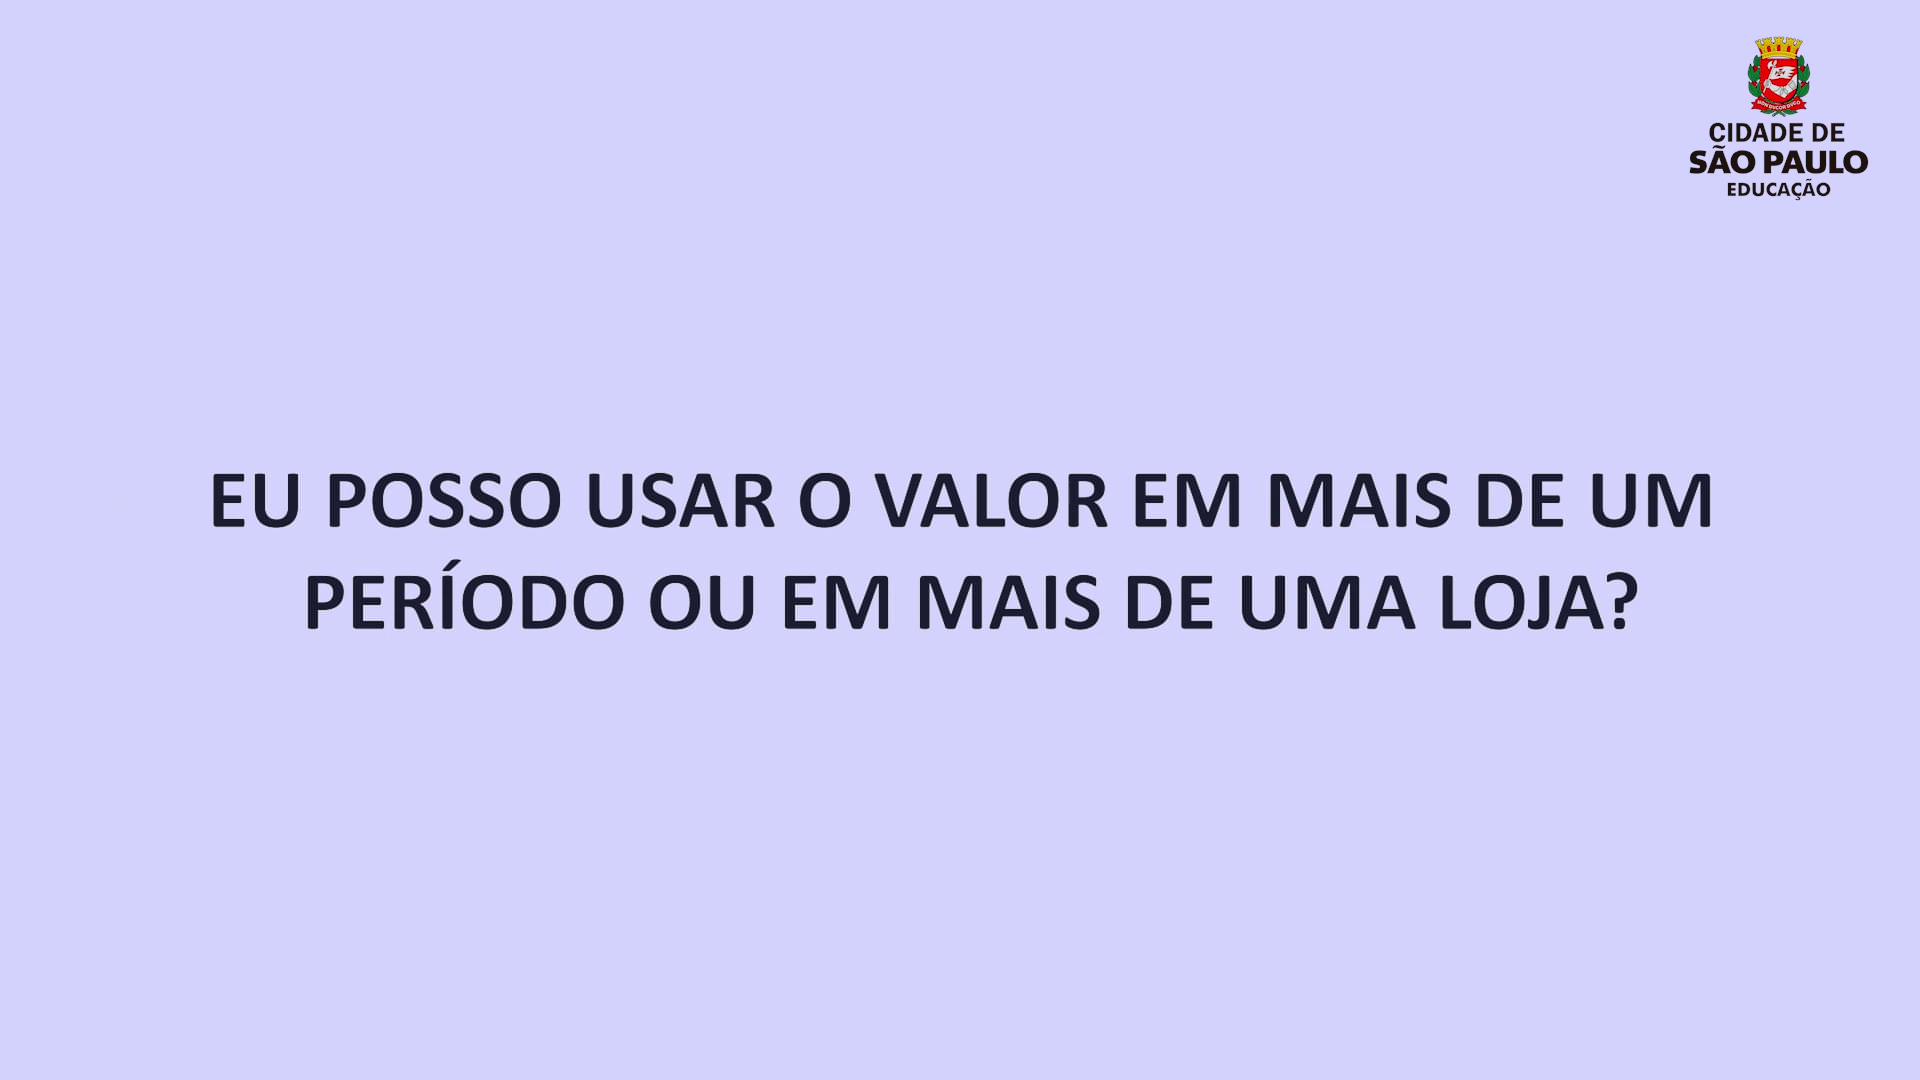 CIDADE DE
SÃO PAULO
EDUCAÇÃO
EU POSSO USAR O VALOR EM MAIS DE UM
PERÍODO OU EM MAIS DE UMA LOJA?